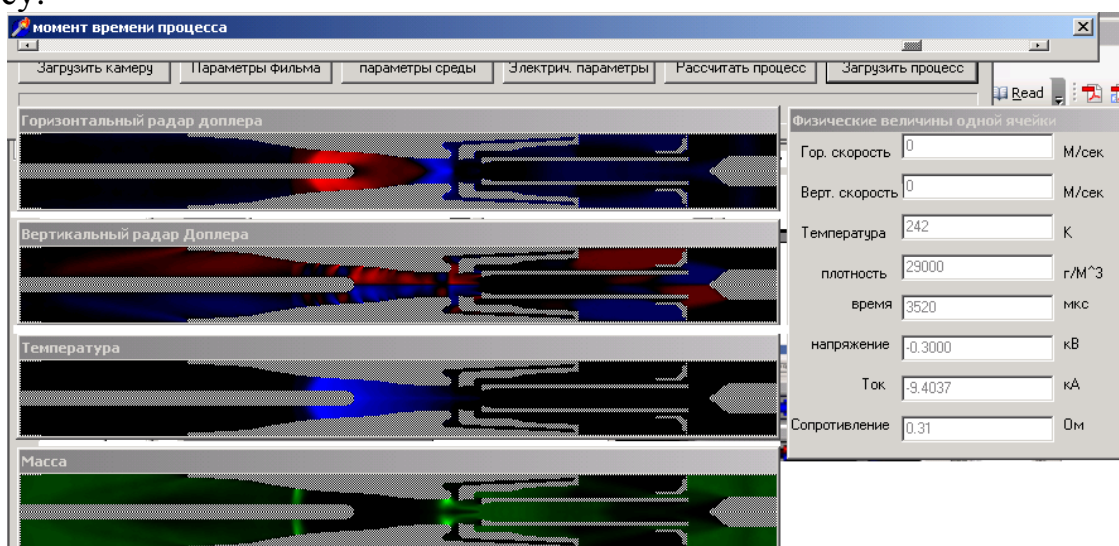 су.
момент времени процесса
Загрузить камеру Параметры фильма параметры среды Электрич. параметры Рассчитать процесс Загрузить процесс
Read
Горизонтальный радар доплера
Вертикальный радар Доплера
Температура
Масса
Физические величины одной ячейки
Гор. скорость 0 М/сек
Верт. скорость 0 М/сек
Температура 242 К
плотность 29000 г/М^3
время 3520 мкс
напряжение -0.3000 кВ
Ток -9.4037 кА
Сопротивление 0.31 Ом